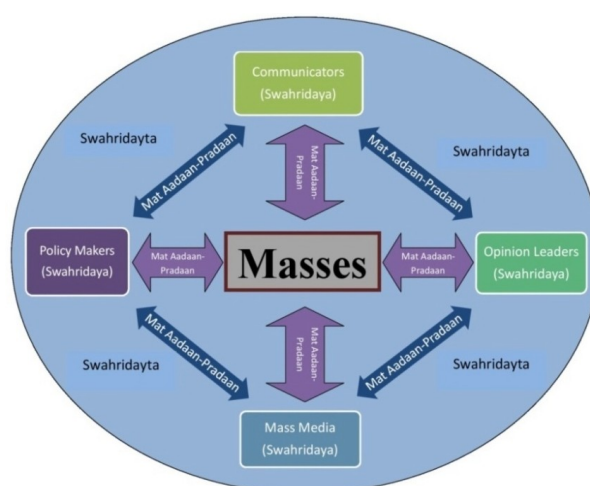 Communicators
(Swahridaya)
Swahridayta
Swahridayta
Mat Aadaan-Pradaan
Mat Aadaan-
Pradaan
Mat Aadaan-Pradaan
Policy Makers
(Swahridaya)
Mat Aadaan-
Pradaan
Masses
Mat Aadaan-
Pradaan
Opinion Leaders
(Swahridaya)
Mat Aadaan-Pradaan
Mat Aadaan-
Pradaan
Mat Aadaan-Pradaan
Swahridayta
Swahridayta
Mass Media
(Swahridaya)